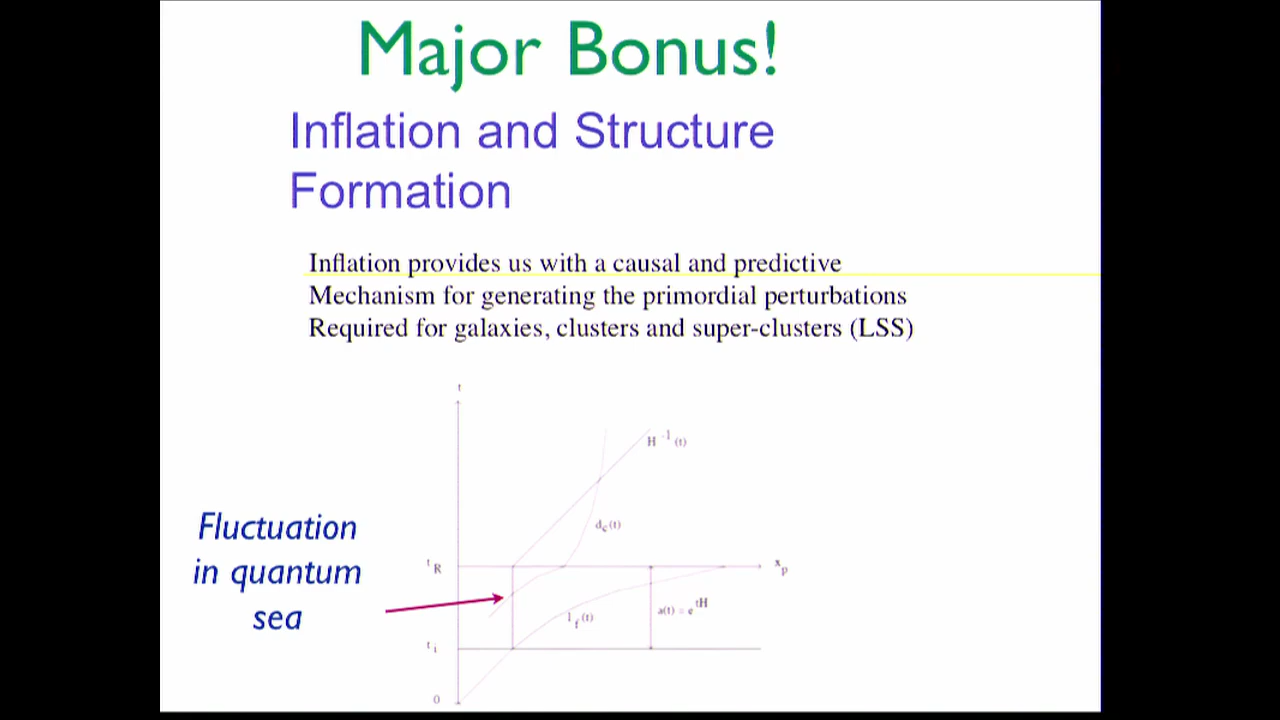 Major Bonus!
Inflation and Structure
Formation
Inflation provides us with a causal and predictive
Mechanism for generating the primordial perturbations
Required for galaxies, clusters and super-clusters (LSS)
t
H⁻¹(t)
d_c(t)
Fluctuation
in quantum
sea
t_R
x_p
a(t) = e^tH
l_f(t)
t_i
0